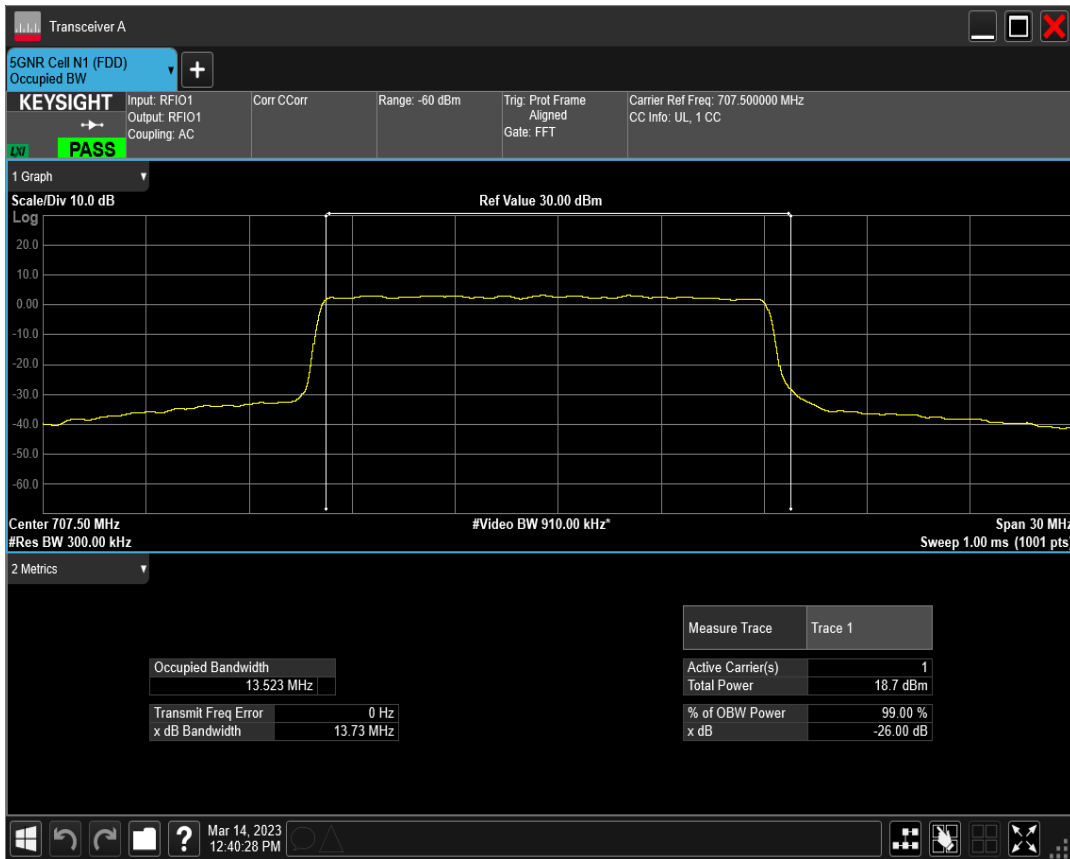 Transceiver A
5GNR Cell N1 (FDD)
Occupied BW
+
KEYSIGHT
LXI
PASS
Input: RFIO1
Output: RFIO1
Coupling: AC
Corr CCorr
Range: -60 dBm
Trig: Prot Frame
Aligned
Gate: FFT
Carrier Ref Freq: 707.500000 MHz
CC Info: UL, 1 CC
1 Graph
Scale/Div 10.0 dB
Ref Value 30.00 dBm
Log
20.0
10.0
0.00
-10.0
-20.0
-30.0
-40.0
-50.0
-60.0
Center 707.50 MHz
#Video BW 910.00 kHz*
Span 30 MHz
#Res BW 300.00 kHz
Sweep 1.00 ms (1001 pts)
2 Metrics
Measure Trace Trace 1
Occupied Bandwidth
13.523 MHz
Active Carrier(s) 1
Total Power 18.7 dBm
Transmit Freq Error 0 Hz
x dB Bandwidth 13.73 MHz
% of OBW Power 99.00 %
x dB -26.00 dB
?
Mar 14, 2023
12:40:28 PM